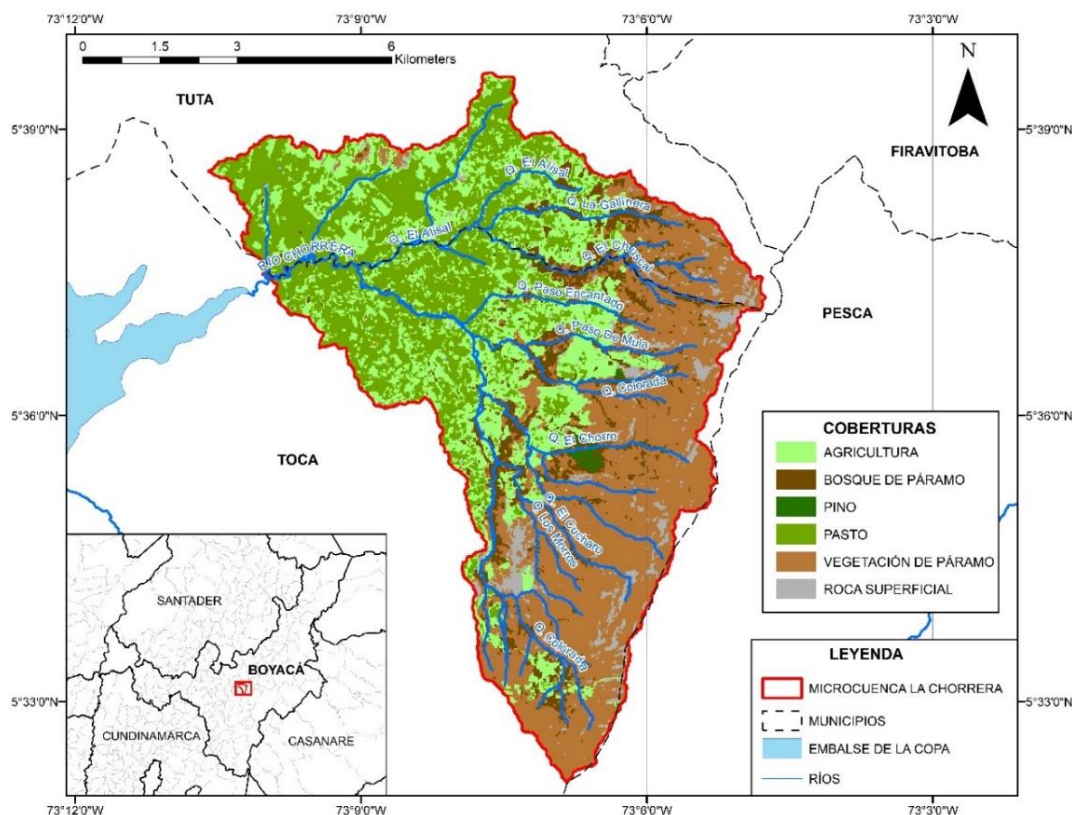 73°12'0"W 73°9'0"W 73°6'0"W 73°3'0"W
0 1.5 3 6
Kilometers
N
TUTA
5°39'0"N 5°39'0"N
FIRAVITOBA
Q. El Alisal
Q. La Gallinera
Q. El Alisal
RIO CHORRERA
Q. El Chuscal
Q. Paso Encantado
PESCA
Q. Paso De Mula
Q. Colorada
5°36'0"N 5°36'0"N
COBERTURAS
AGRICULTURA
BOSQUE DE PÁRAMO
PINO
PASTO
VEGETACIÓN DE PÁRAMO
ROCA SUPERFICIAL
Q. El Chorro
TOCA
Q. El Cocharo
Q. Los Morros
SANTADER
Q. Colorada
BOYACÁ
LEYENDA
MICROCUENCA LA CHORRERA
MUNICIPIOS
EMBALSE DE LA COPA
RÍOS
5°33'0"N 5°33'0"N
CUNDINAMARCA
CASANARE
73°12'0"W 73°9'0"W 73°6'0"W 73°3'0"W